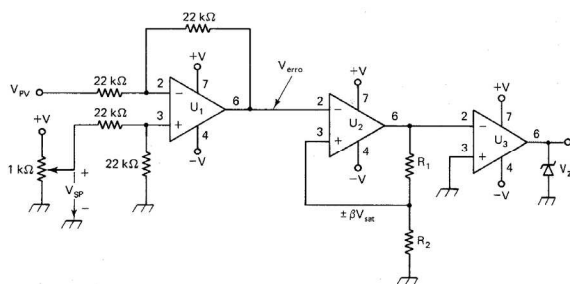 22 kΩ
+V
V_PV
22 kΩ
2
−
7
U₁
6
V_erro
22 kΩ
3
+
4
−V
+V
1 kΩ
+
V_SP
−
22 kΩ
+V
2
−
7
U₂
6
3
+
4
−V
R₁
± βV_sat
R₂
+V
2
−
7
U₃
6
3
+
4
−V